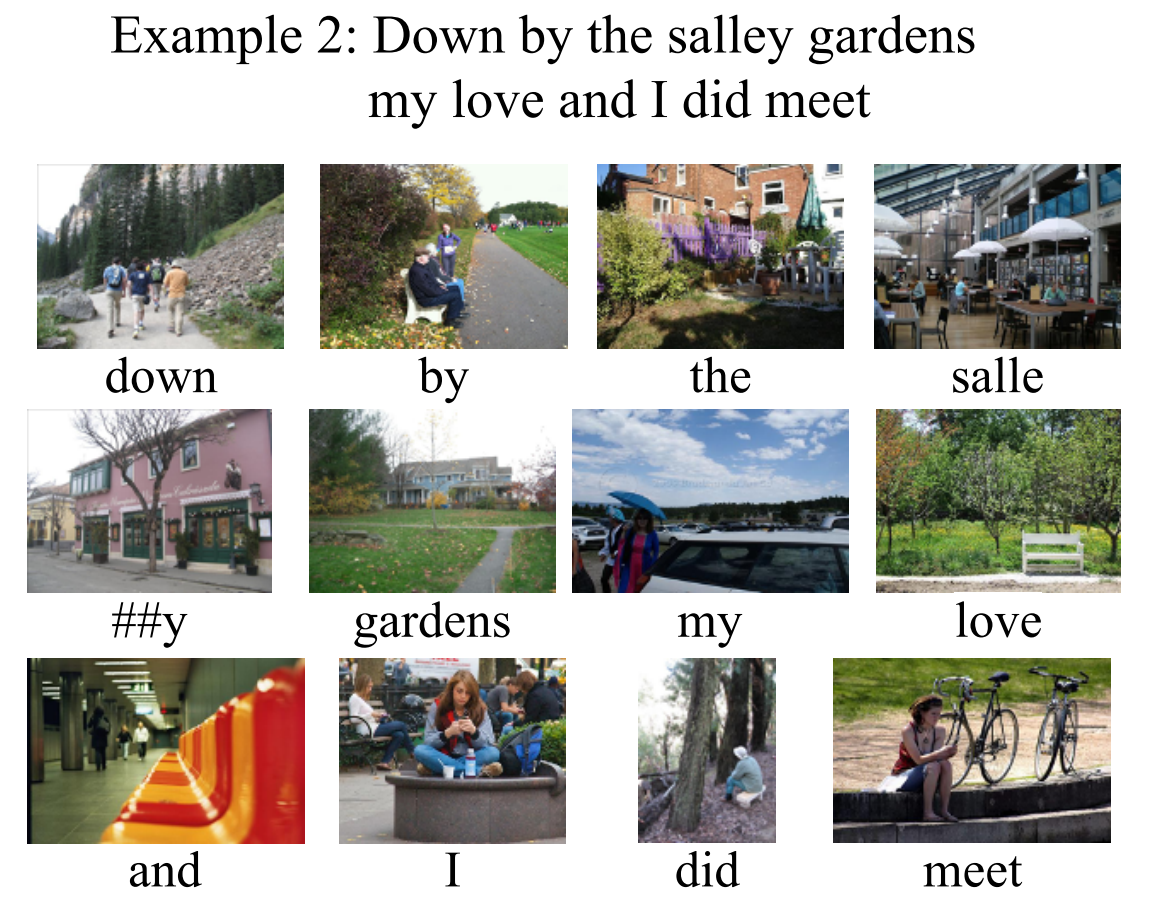 Example 2: Down by the salley gardens
my love and I did meet
down by the salle
##y gardens my love
and I did meet